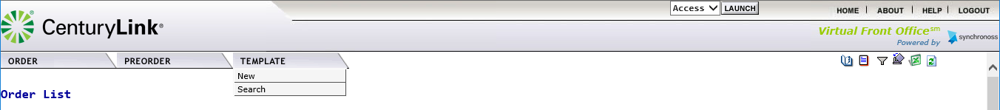 Access LAUNCH HOME ABOUT HELP LOGOUT
CenturyLink®
Virtual Front Office℠
Powered by synchronoss
ORDER PREORDER TEMPLATE
New
Search
Order List